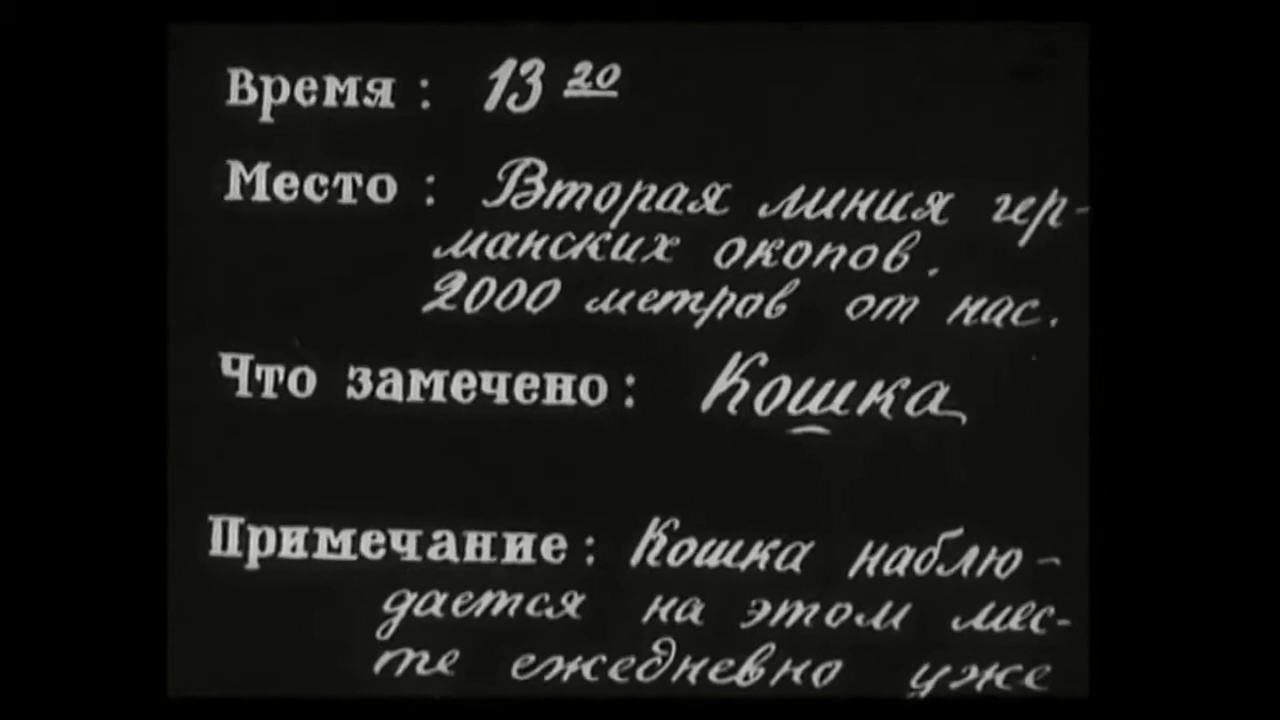 Время: 13 20
Место: Вторая линия гер-
манских окопов.
2000 метров от нас.
Что замечено: Кошка
Примечание: Кошка наблю-
дается на этом мес-
те ежедневно уже